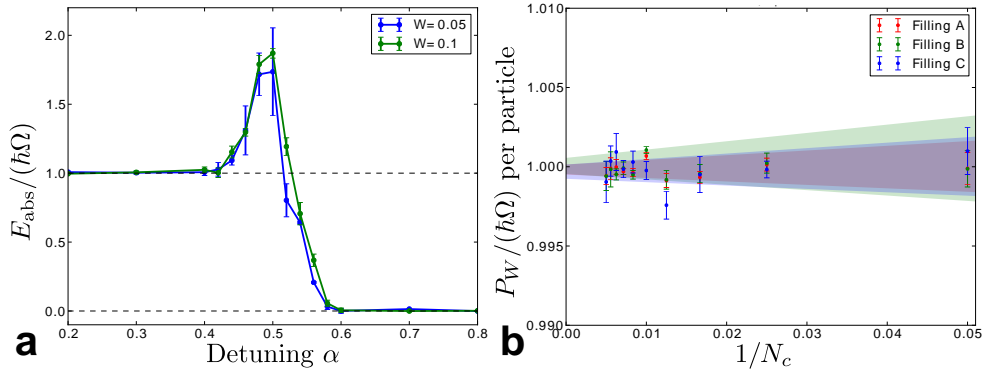 W= 0.05
W= 0.1
2.0
1.5
1.0
0.5
0.0
E_abs/(ħΩ)
0.2 0.3 0.4 0.5 0.6 0.7 0.8
Detuning α
a
Filling A
Filling B
Filling C
1.010
1.005
1.000
0.995
0.990
P_W/(ħΩ) per particle
0.00 0.01 0.02 0.03 0.04 0.05
1/N_c
b